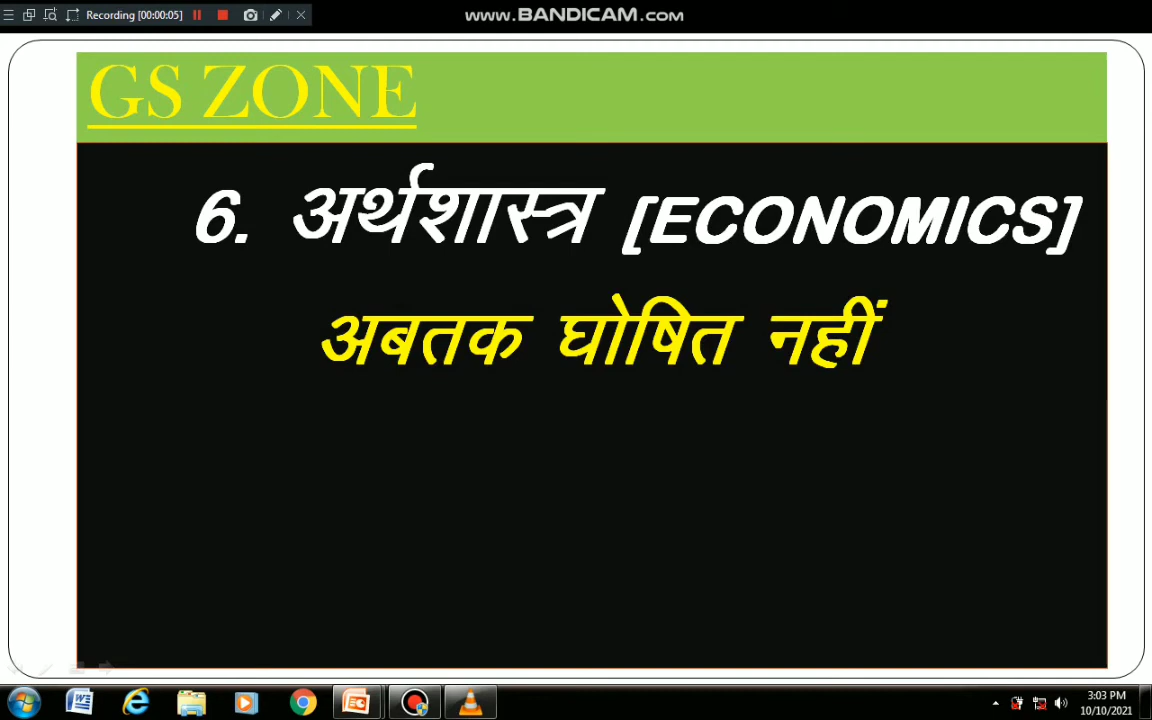 Recording [00:00:05]
www.BANDICAM.com
GS ZONE
6. अर्थशास्त्र [ECONOMICS]
अबतक घोषित नहीं
3:03 PM
10/10/2021